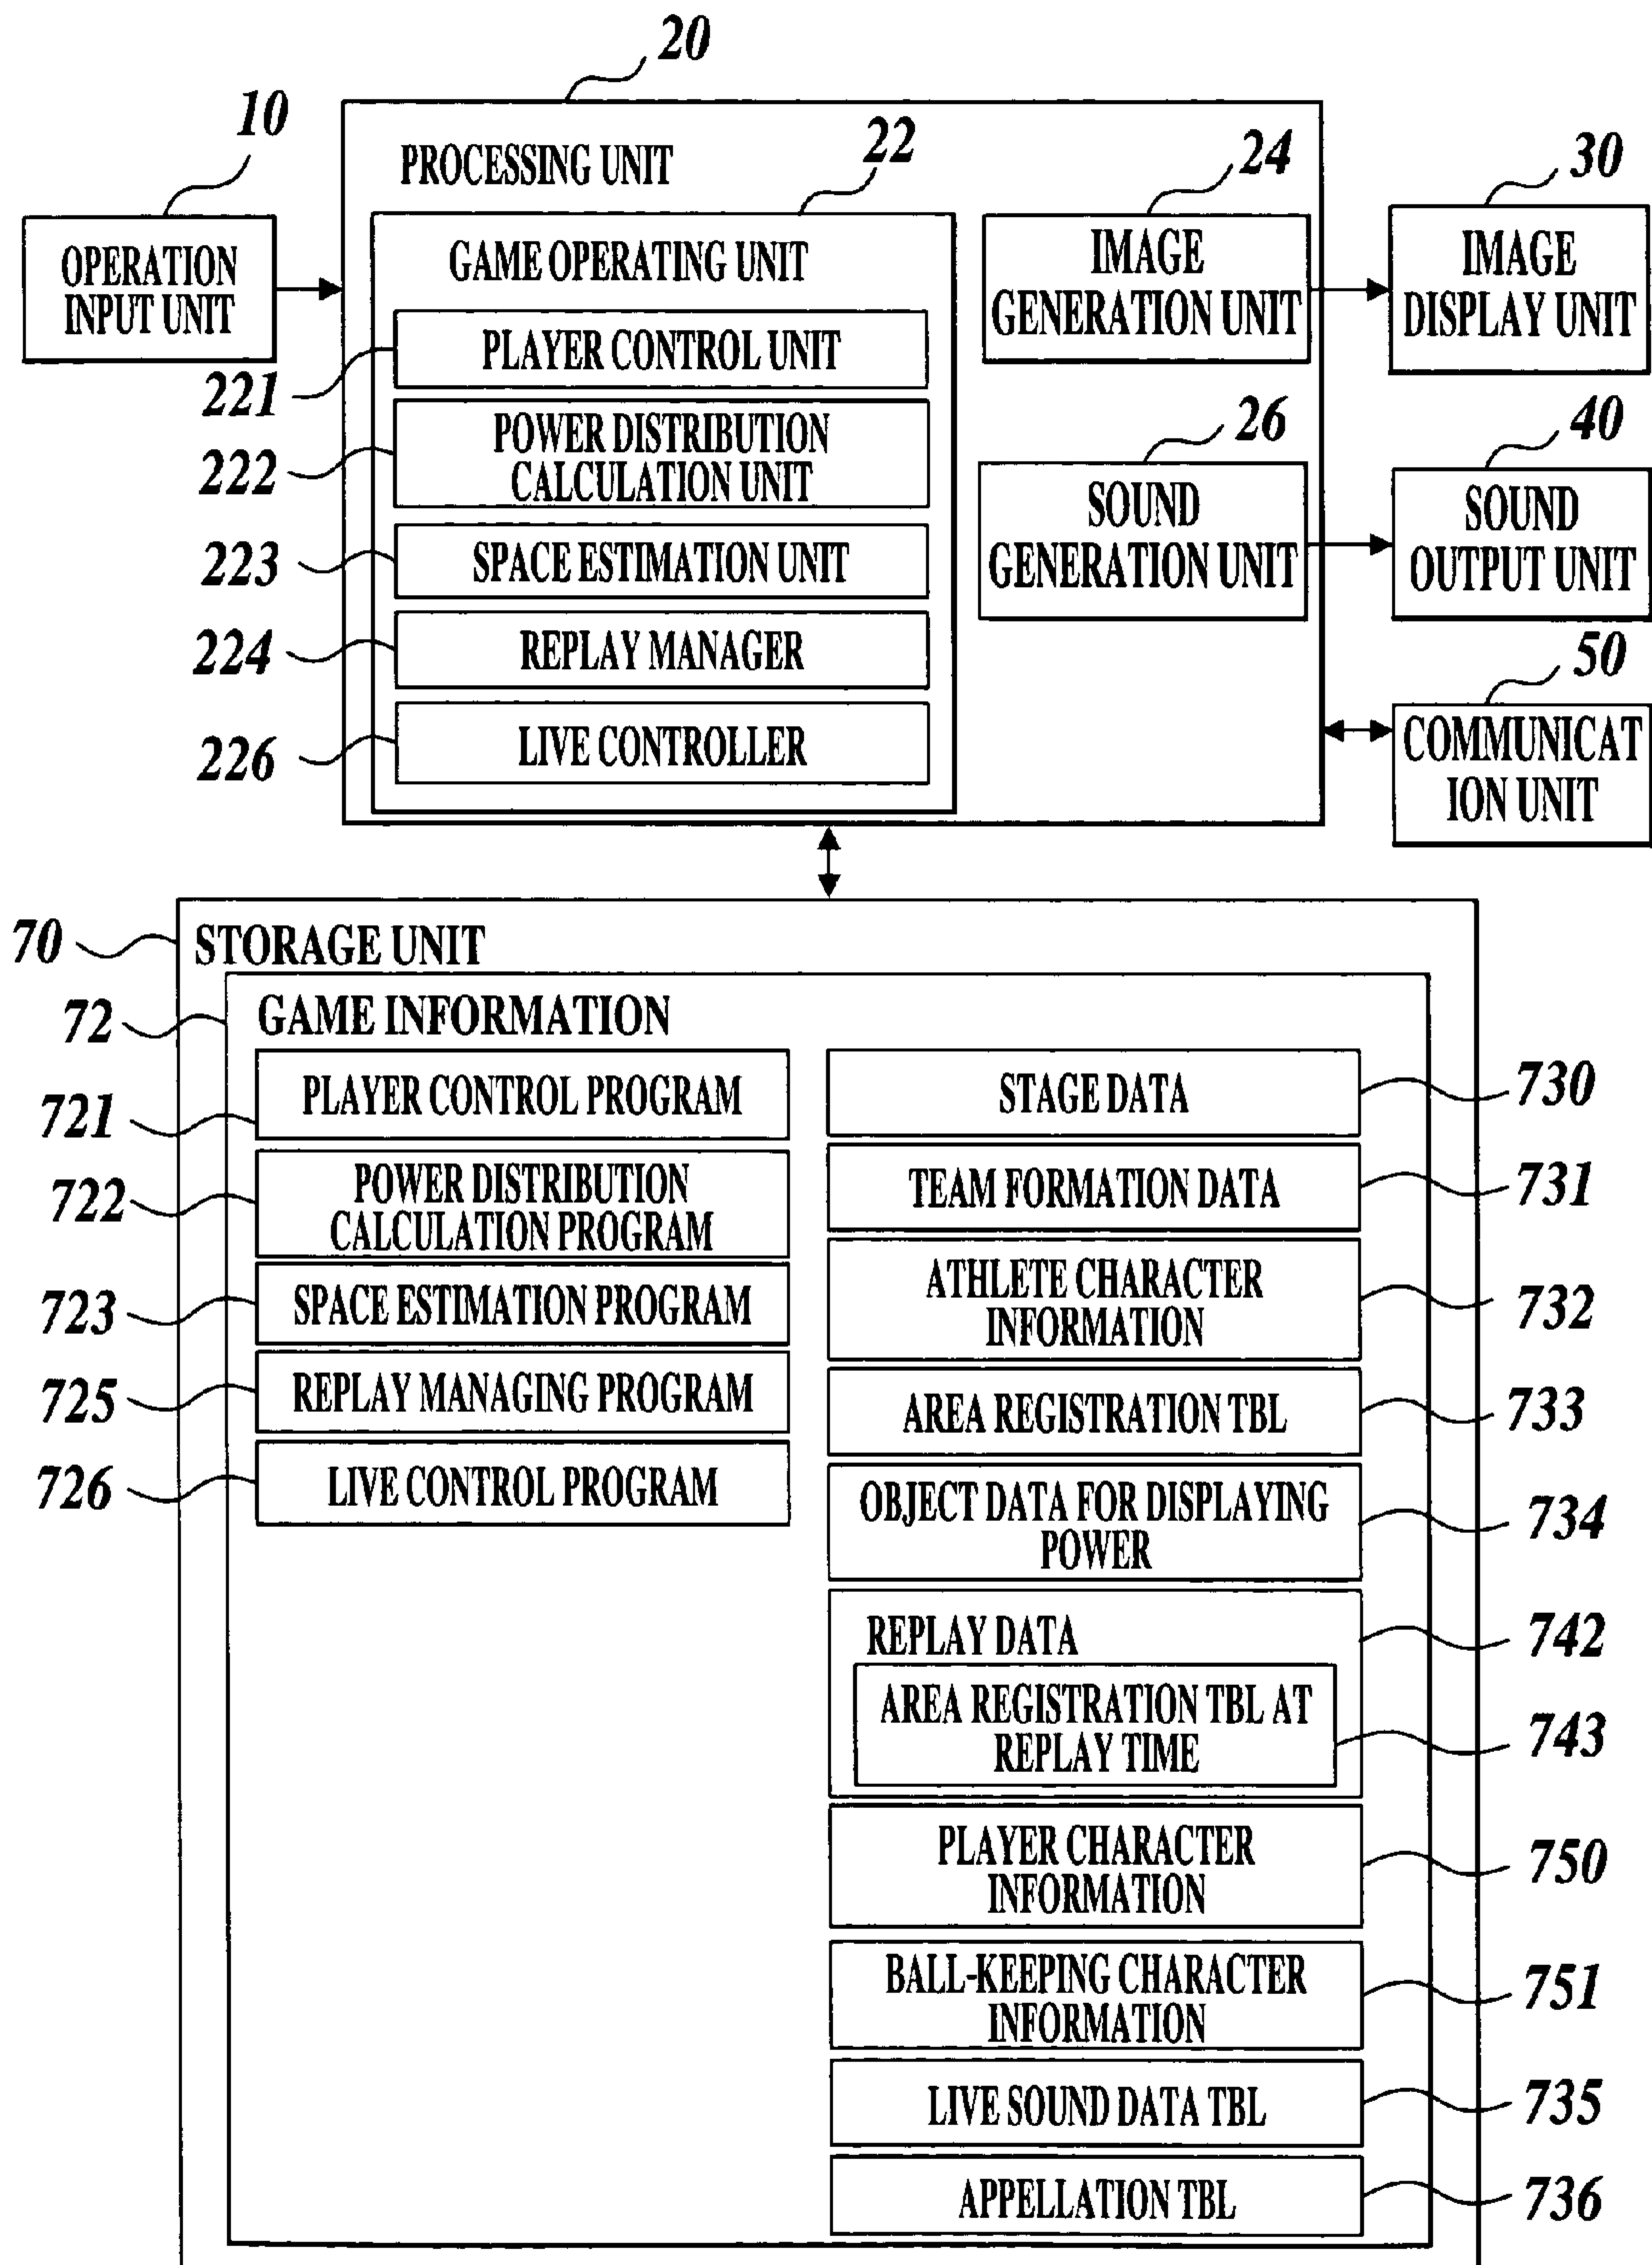 20
10
22
24
30
PROCESSING UNIT
OPERATION
INPUT UNIT
GAME OPERATING UNIT
IMAGE
GENERATION UNIT
IMAGE
DISPLAY UNIT
PLAYER CONTROL UNIT
221
POWER DISTRIBUTION
CALCULATION UNIT
222
26
40
SOUND
GENERATION UNIT
SOUND
OUTPUT UNIT
SPACE ESTIMATION UNIT
223
REPLAY MANAGER
224
50
LIVE CONTROLLER
226
COMMUNICAT
ION UNIT
70
STORAGE UNIT
72
GAME INFORMATION
PLAYER CONTROL PROGRAM
721
POWER DISTRIBUTION
CALCULATION PROGRAM
722
SPACE ESTIMATION PROGRAM
723
REPLAY MANAGING PROGRAM
725
LIVE CONTROL PROGRAM
726
STAGE DATA
730
TEAM FORMATION DATA
731
ATHLETE CHARACTER
INFORMATION
732
AREA REGISTRATION TBL
733
OBJECT DATA FOR DISPLAYING
POWER
734
REPLAY DATA
742
AREA REGISTRATION TBL AT
REPLAY TIME
743
PLAYER CHARACTER
INFORMATION
750
BALL-KEEPING CHARACTER
INFORMATION
751
LIVE SOUND DATA TBL
735
APPELLATION TBL
736